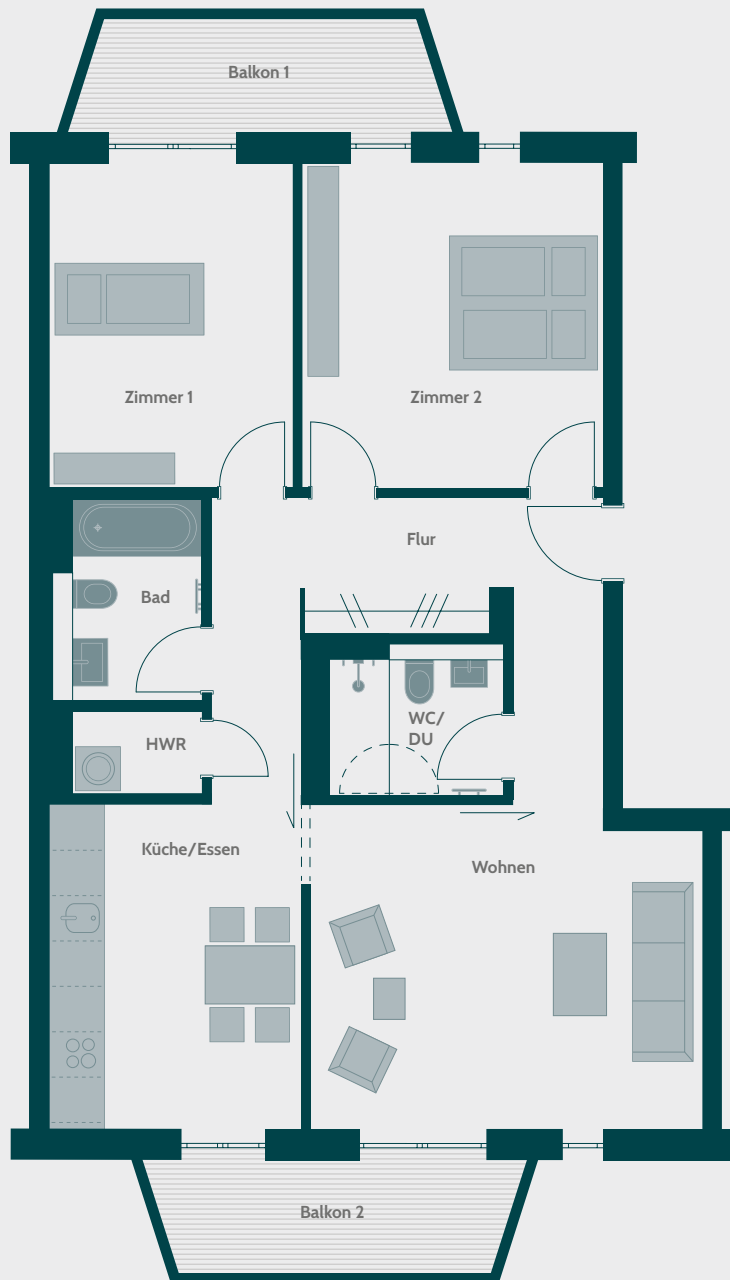 Balkon 1
Zimmer 1
Zimmer 2
Flur
Bad
WC/
DU
HWR
Küche/Essen
Wohnen
Balkon 2